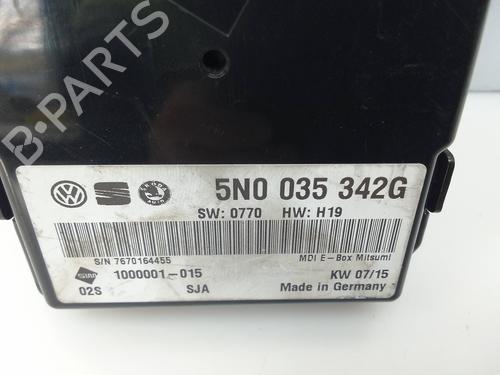 B-PARTS
5N0 035 342G
SW: 0770 HW: H19
S/N 7670164455
MDI E-Box Mitsumi
1000001-015
KW 07/15
02S
SJA
Made in Germany